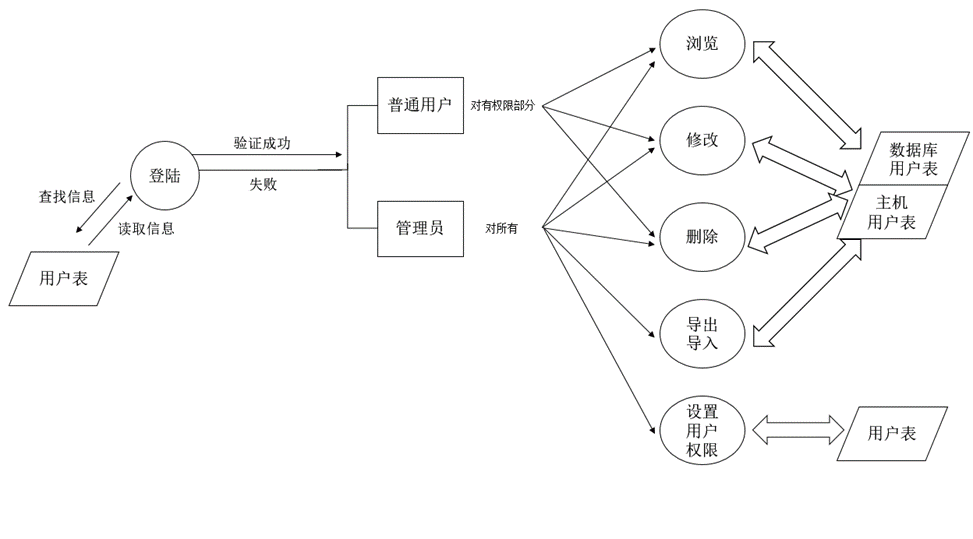 登陆
验证成功
失败
查找信息
读取信息
用户表
普通用户
对有权限部分
管理员
对所有
浏览
修改
删除
导出
导入
设置
用户
权限
数据库
用户表
主机
用户表
用户表